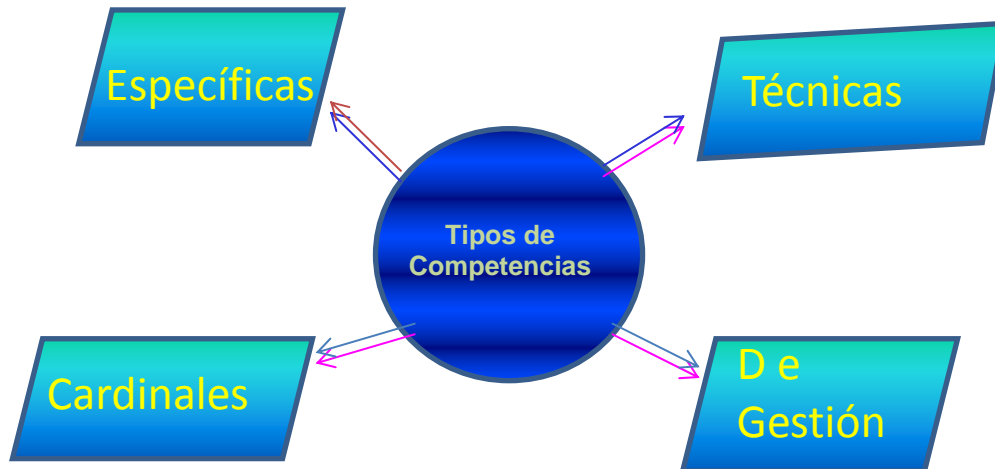 Específicas
Técnicas
Tipos de
Competencias
Cardinales
D e
Gestión